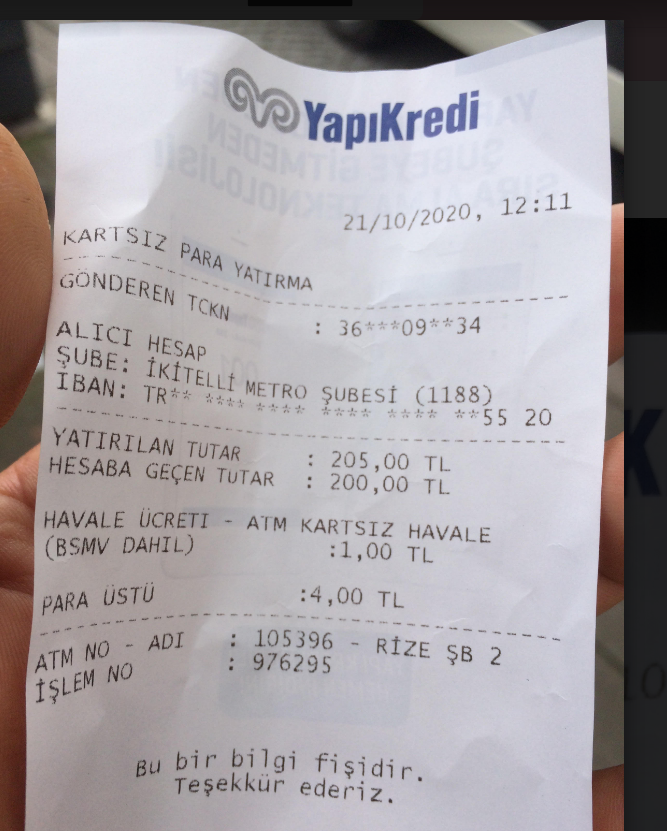 YapıKredi
21/10/2020, 12:11
KARTSIZ PARA YATIRMA
GÖNDEREN TCKN : 36***09**34
ALICI HESAP
ŞUBE: İKİTELLİ METRO ŞUBESİ (1188)
İBAN: TR** **** **** **** **** **55 20
YATIRILAN TUTAR : 205,00 TL
HESABA GEÇEN TUTAR : 200,00 TL
HAVALE ÜCRETI - ATM KARTSIZ HAVALE
(BSMV DAHIL) :1,00 TL
PARA ÜSTÜ :4,00 TL
ATM NO - ADI : 105396 - RİZE ŞB 2
İŞLEM NO : 976295
Bu bir bilgi fişidir.
Teşekkür ederiz.